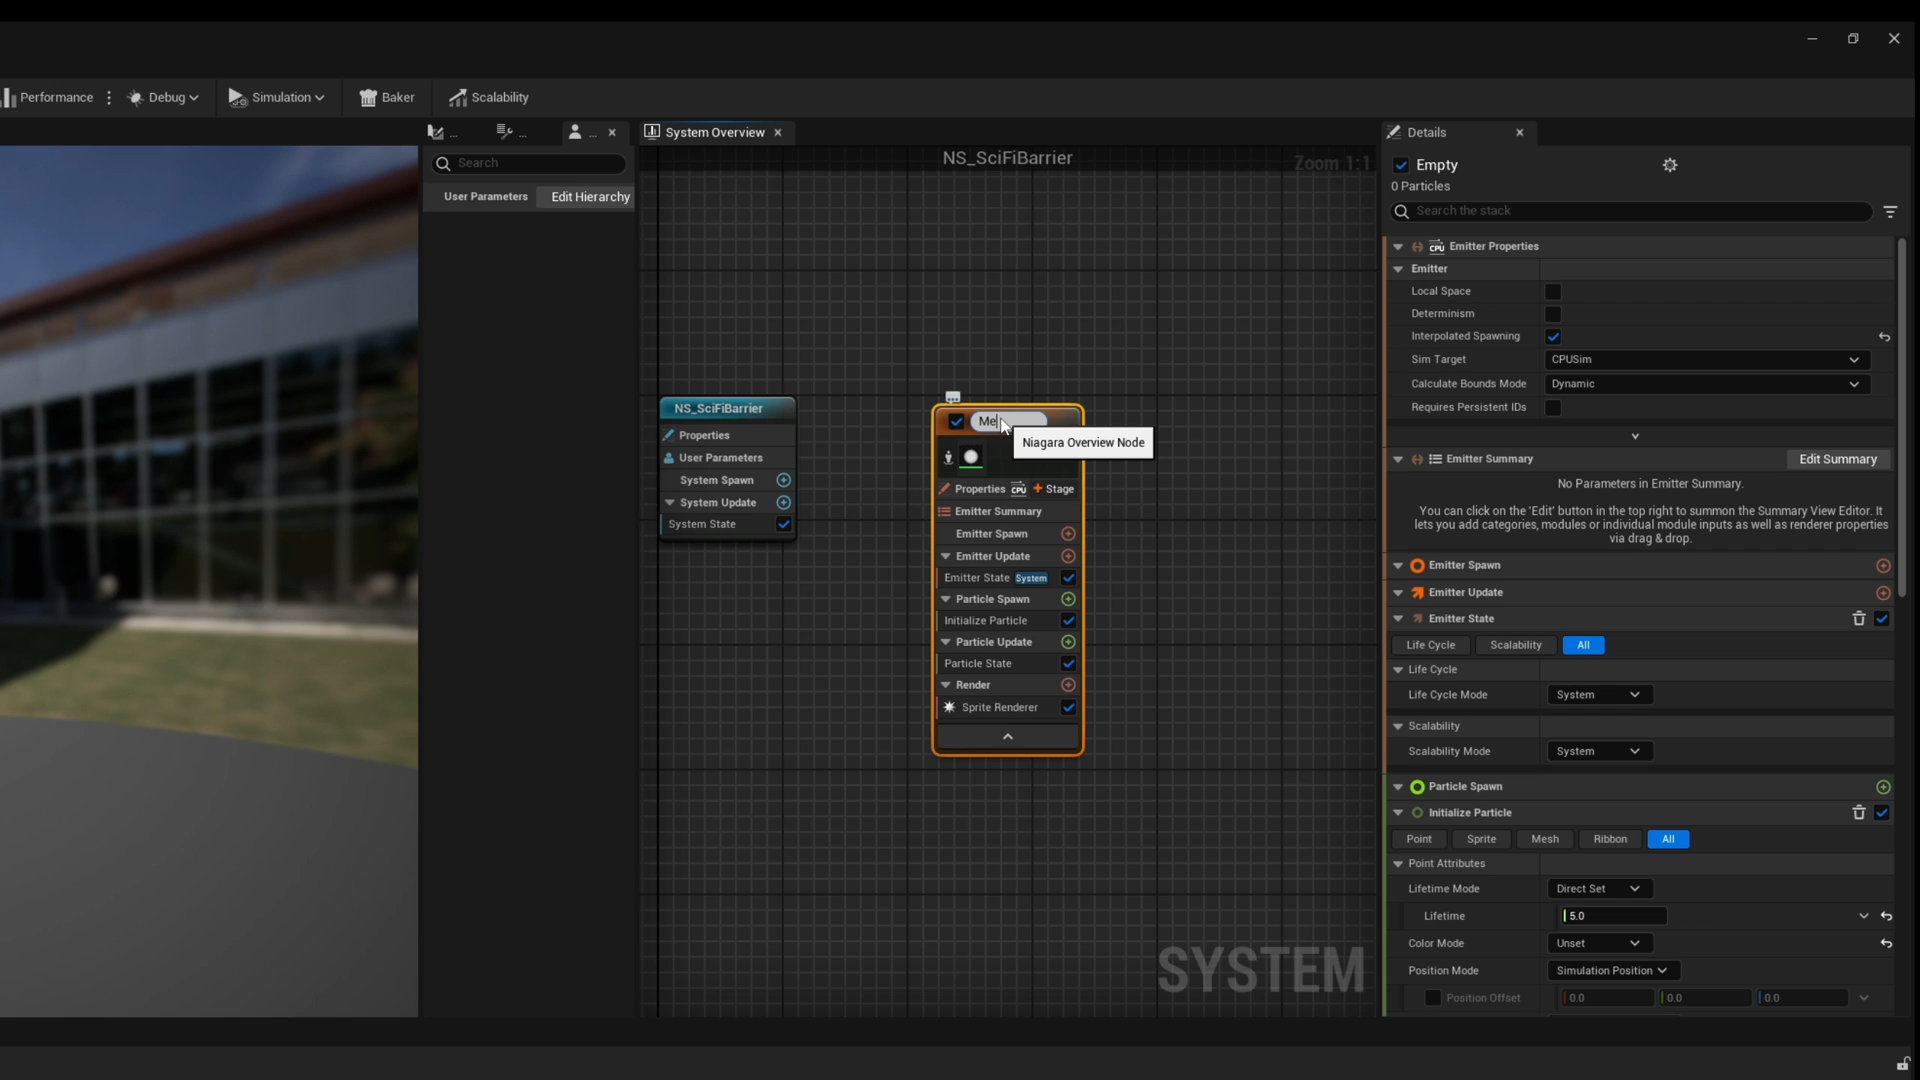 Performance
Debug
Simulation
Baker
Scalability
...
...
...
System Overview
Details
Search
User Parameters
Edit Hierarchy
NS_SciFiBarrier
Zoom 1:1
NS_SciFiBarrier
Properties
User Parameters
System Spawn
System Update
System State
Me
Niagara Overview Node
Properties
CPU
Stage
Emitter Summary
Emitter Spawn
Emitter Update
Emitter State
System
Particle Spawn
Initialize Particle
Particle Update
Particle State
Render
Sprite Renderer
SYSTEM
Empty
0 Particles
Search the stack
CPU
Emitter Properties
Emitter
Local Space
Determinism
Interpolated Spawning
Sim Target
CPUSim
Calculate Bounds Mode
Dynamic
Requires Persistent IDs
Emitter Summary
Edit Summary
No Parameters in Emitter Summary.
You can click on the 'Edit' button in the top right to summon the Summary View Editor. It
lets you add categories, modules or individual module inputs as well as renderer properties
via drag & drop.
Emitter Spawn
Emitter Update
Emitter State
Life Cycle
Scalability
All
Life Cycle
Life Cycle Mode
System
Scalability
Scalability Mode
System
Particle Spawn
Initialize Particle
Point
Sprite
Mesh
Ribbon
All
Point Attributes
Lifetime Mode
Direct Set
Lifetime
5.0
Color Mode
Unset
Position Mode
Simulation Position
Position Offset
0.0
0.0
0.0